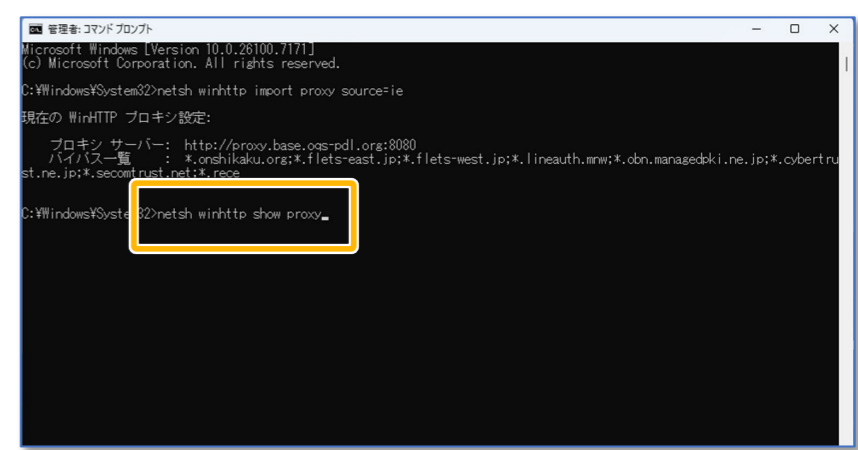 管理者: コマンド プロンプト
Microsoft Windows [Version 10.0.26100.7171]
(c) Microsoft Corporation. All rights reserved.
C:¥Windows¥System32>netsh winhttp import proxy source=ie
現在の WinHTTP プロキシ設定:
プロキシ サーバー: http://proxy.base.oqs-pdl.org:8080
バイパス一覧 : *.onshikaku.org;*.flets-east.jp;*.flets-west.jp;*.lineauth.mnw;*.obn.managedpki.ne.jp;*.cybertru
st.ne.jp;*.secomtrust.net;*.rece
C:¥Windows¥System32>netsh winhttp show proxy_